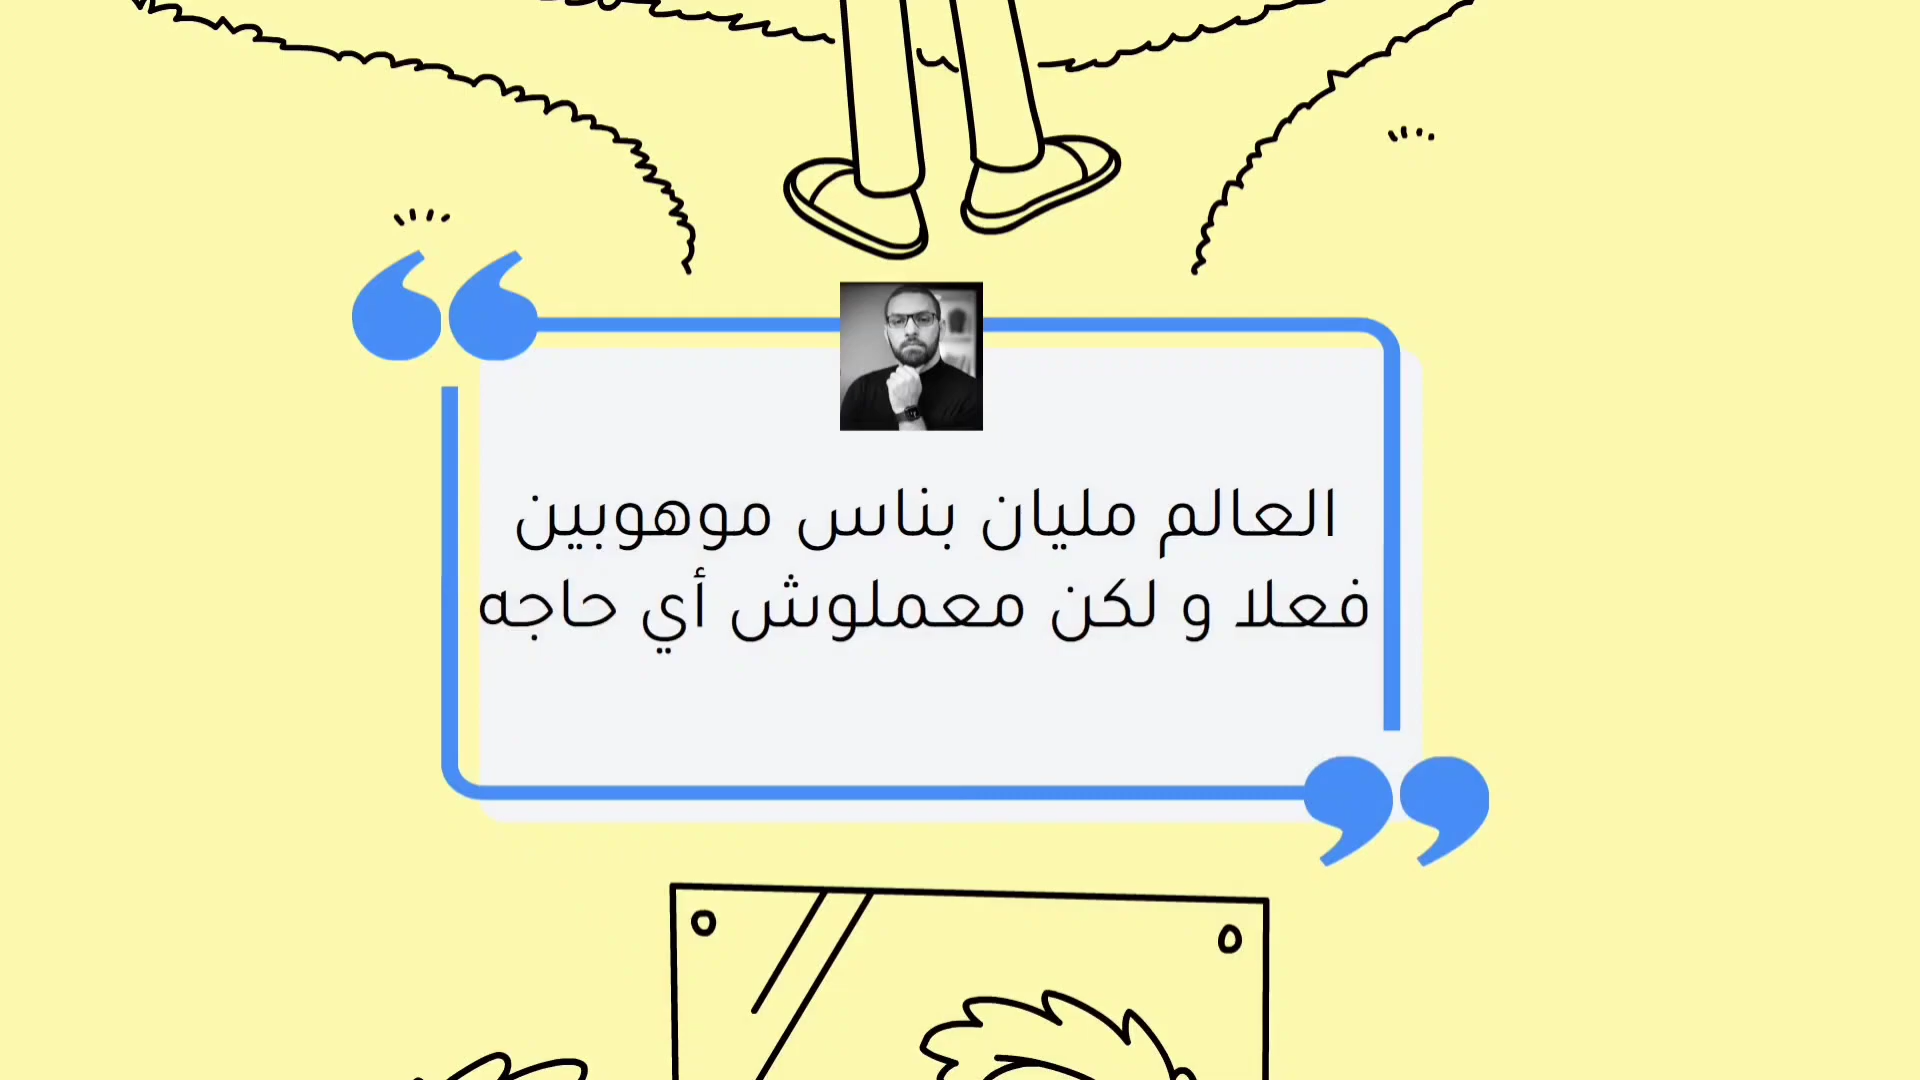 العالم مليان بناس موهوبين
فعلا و لكن معملوش أي حاجه